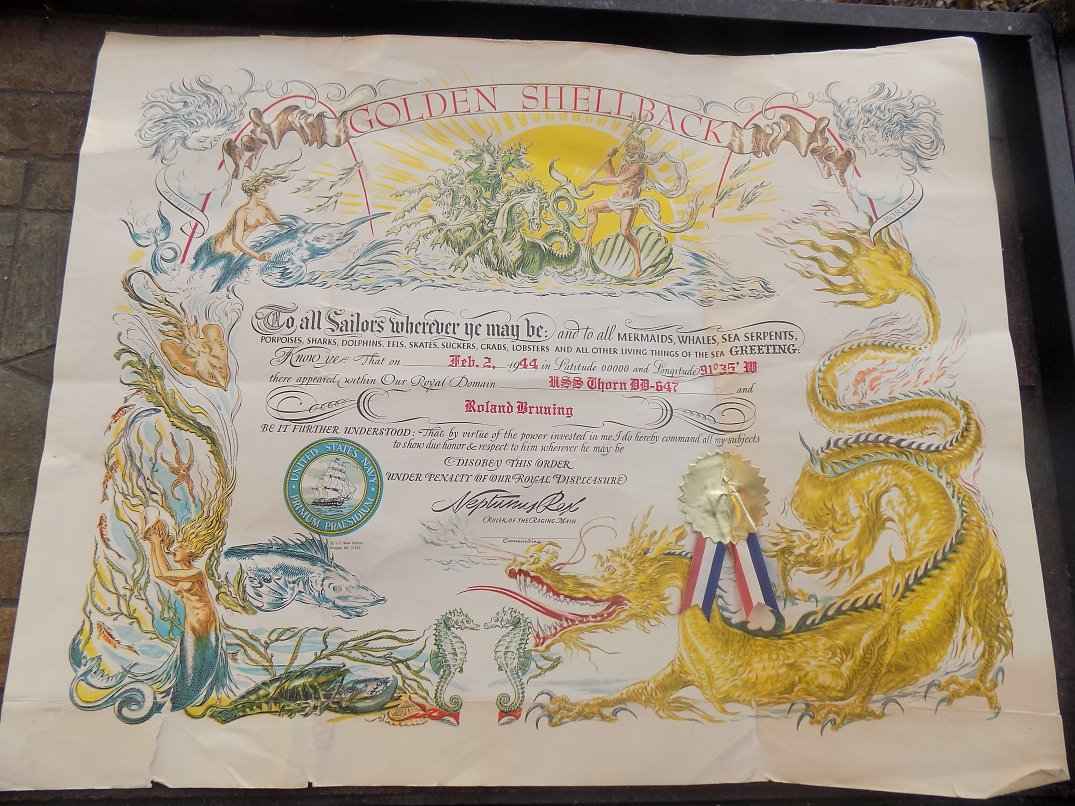 GOLDEN SHELLBACK
ZEPHYR
BOREAS
To all Sailors wherever ye may be: and to all MERMAIDS, WHALES, SEA SERPENTS,
PORPOISES, SHARKS, DOLPHINS, EELS, SKATES, SUCKERS, CRABS, LOBSTERS AND ALL OTHER LIVING THINGS OF THE SEA GREETING:
Know ye: That on Feb. 2, 1944 in Latitude 00000 and Longitude 91°35' W
there appeared within Our Royal Domain USS Thorn DD-647 and
Roland Bruning
BE IT FURTHER UNDERSTOOD: That by virtue of the power invested in me I do hereby command all my subjects
to show due honor & respect to him wherever he may be
DISOBEY THIS ORDER
UNDER PENALTY OF OUR ROYAL DISPLEASURE
UNITED STATES NAVY
PRIMUM PRAESIDIUM
Neptunus Rex
RULER OF THE RAGING MAIN
Commanding